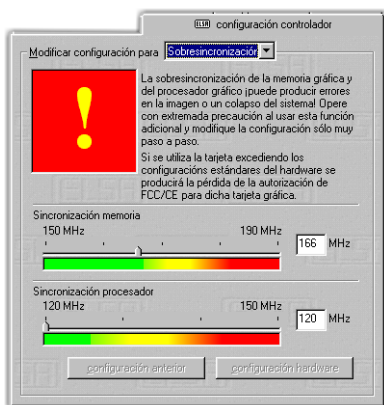 ELSA configuración controlador
Modificar configuración para Sobresincronización
La sobresincronización de la memoria gráfica y
del procesador gráfico ¡puede producir errores
en la imagen o un colapso del sistema! Opere
con extremada precaución al usar esta función
adicional y modifique la configuración sólo muy
paso a paso.
Si se utiliza la tarjeta excediendo los
configuracións estándares del hardware se
producirá la pérdida de la autorización de
FCC/CE para dicha tarjeta gráfica.
Sincronización memoria
150 MHz 190 MHz
166 MHz
Sincronización procesador
120 MHz 150 MHz
120 MHz
configuración anterior configuración hardware